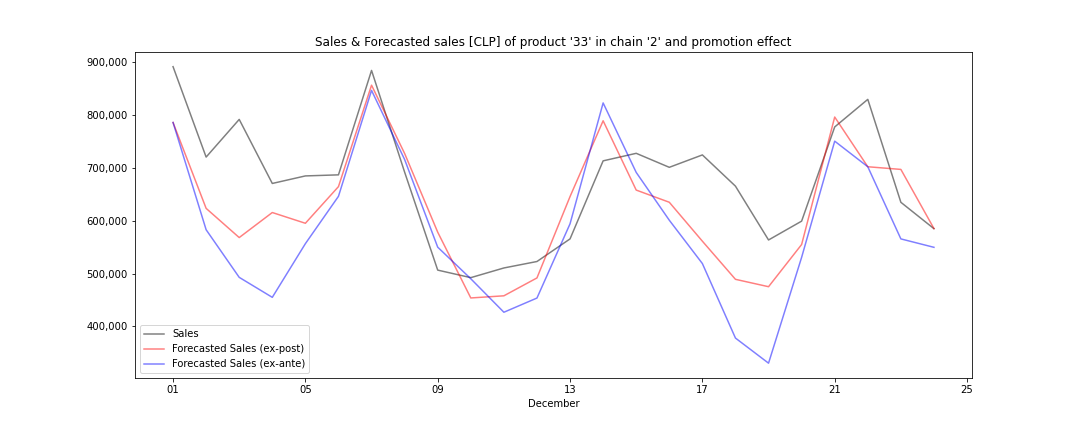 Sales & Forecasted sales [CLP] of product '33' in chain '2' and promotion effect
900,000
800,000
700,000
600,000
500,000
400,000
Sales
Forecasted Sales (ex-post)
Forecasted Sales (ex-ante)
01 05 09 13 17 21 25
December